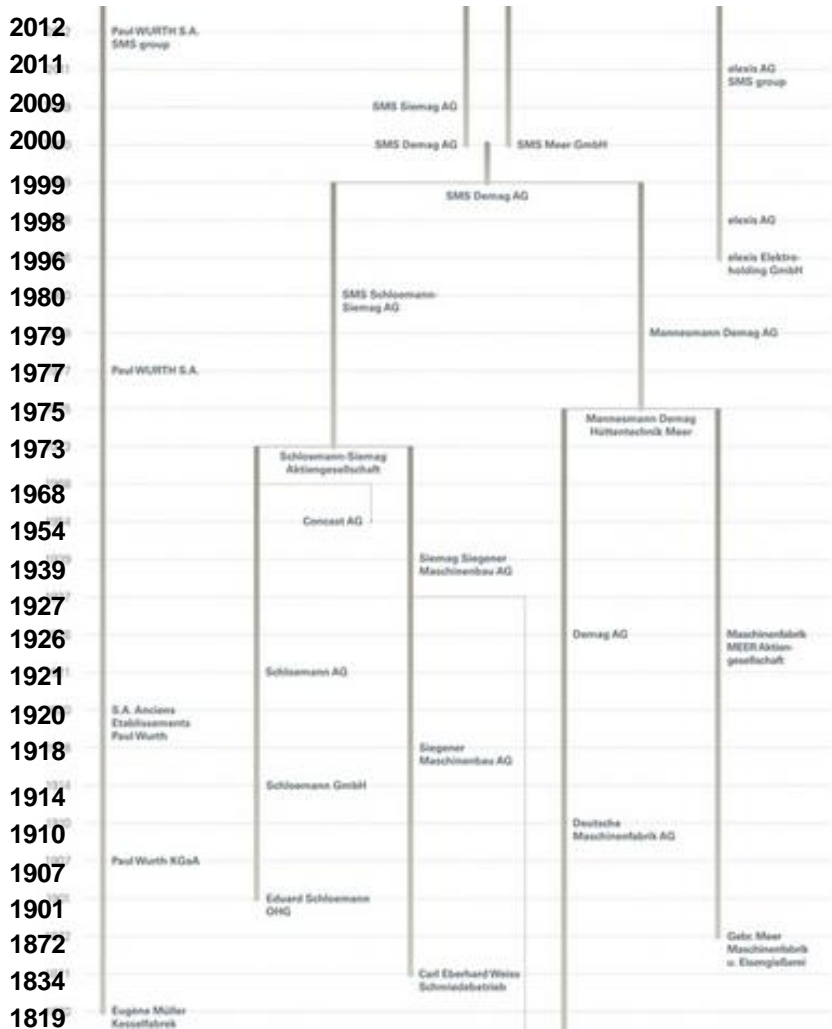 2012
Paul WURTH S.A.
SMS group
2011
elexis AG
SMS group
2009
SMS Siemag AG
2000
SMS Demag AG
SMS Meer GmbH
1999
SMS Demag AG
1998
elexis AG
1996
elexis Elektro-
holding GmbH
1980
SMS Schloemann-
Siemag AG
1979
Mannesmann Demag AG
1977
Paul WURTH S.A.
1975
Mannesmann Demag
Hüttentechnik Meer
1973
Schloemann-Siemag
Aktiengesellschaft
1968
1954
Concast AG
1939
Siemag Siegener
Maschinenbau AG
1927
1926
Demag AG
Maschinenfabrik
MEER Aktien-
gesellschaft
1921
Schloemann AG
1920
S.A. Anciens
Etablissements
Paul Wurth
1918
Siegener
Maschinenbau AG
1914
Schloemann GmbH
1910
Deutsche
Maschinenfabrik AG
1907
Paul Wurth KGaA
1901
Eduard Schloemann
OHG
1872
Gebr. Meer
Maschinenfabrik
u. Eisengießerei
1834
Carl Eberhard Weiss
Schmiedebetrieb
1819
Eugène Müller
Kesselfabrek